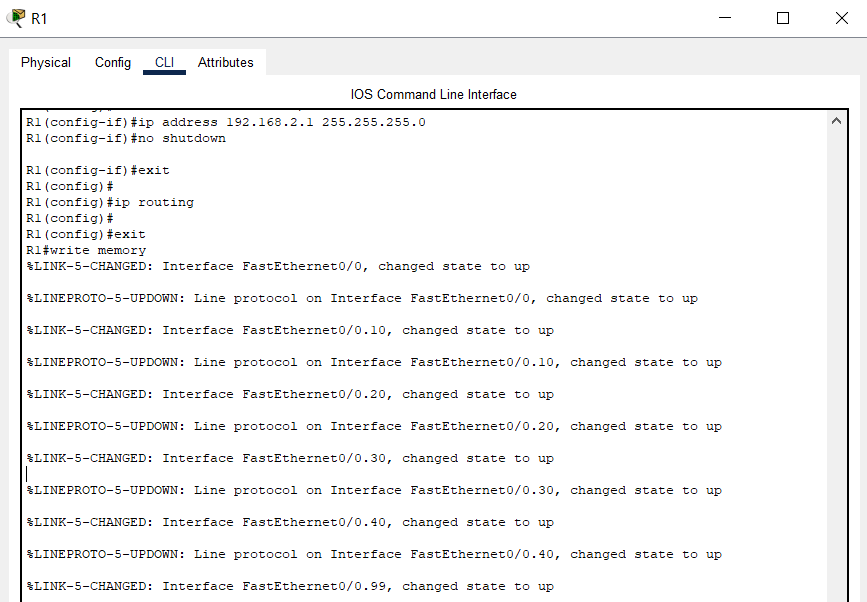 R1
Physical Config CLI Attributes
IOS Command Line Interface
R1(config-if)#ip address 192.168.2.1 255.255.255.0
R1(config-if)#no shutdown
R1(config-if)#exit
R1(config)#
R1(config)#ip routing
R1(config)#
R1(config)#exit
R1#write memory
%LINK-5-CHANGED: Interface FastEthernet0/0, changed state to up
%LINEPROTO-5-UPDOWN: Line protocol on Interface FastEthernet0/0, changed state to up
%LINK-5-CHANGED: Interface FastEthernet0/0.10, changed state to up
%LINEPROTO-5-UPDOWN: Line protocol on Interface FastEthernet0/0.10, changed state to up
%LINK-5-CHANGED: Interface FastEthernet0/0.20, changed state to up
%LINEPROTO-5-UPDOWN: Line protocol on Interface FastEthernet0/0.20, changed state to up
%LINK-5-CHANGED: Interface FastEthernet0/0.30, changed state to up
%LINEPROTO-5-UPDOWN: Line protocol on Interface FastEthernet0/0.30, changed state to up
%LINK-5-CHANGED: Interface FastEthernet0/0.40, changed state to up
%LINEPROTO-5-UPDOWN: Line protocol on Interface FastEthernet0/0.40, changed state to up
%LINK-5-CHANGED: Interface FastEthernet0/0.99, changed state to up